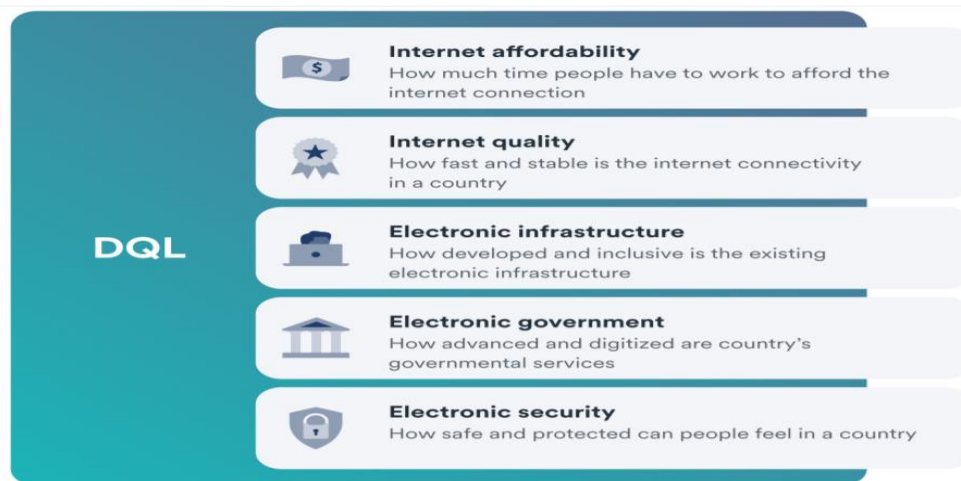 DQL
Internet affordability
How much time people have to work to afford the
internet connection
Internet quality
How fast and stable is the internet connectivity
in a country
Electronic infrastructure
How developed and inclusive is the existing
electronic infrastructure
Electronic government
How advanced and digitized are country's
governmental services
Electronic security
How safe and protected can people feel in a country